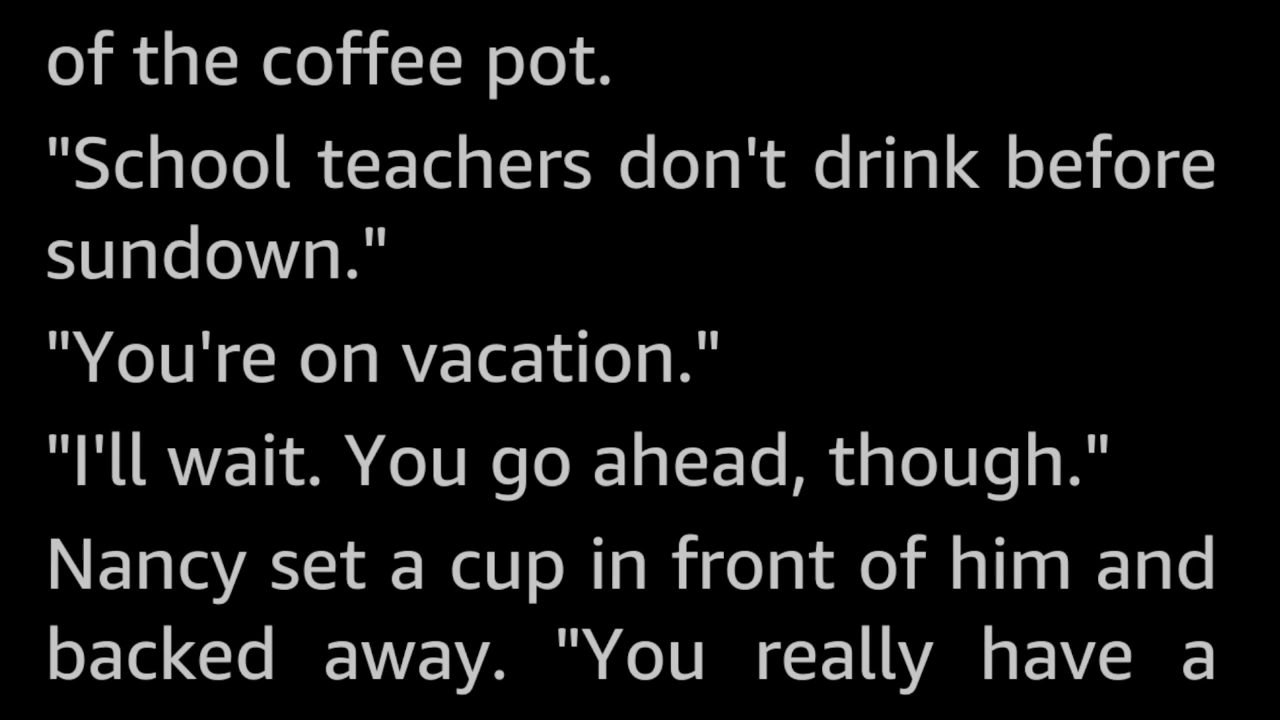 of the coffee pot.
"School teachers don't drink before
sundown."
"You're on vacation."
"I'll wait. You go ahead, though."
Nancy set a cup in front of him and
backed away. "You really have a